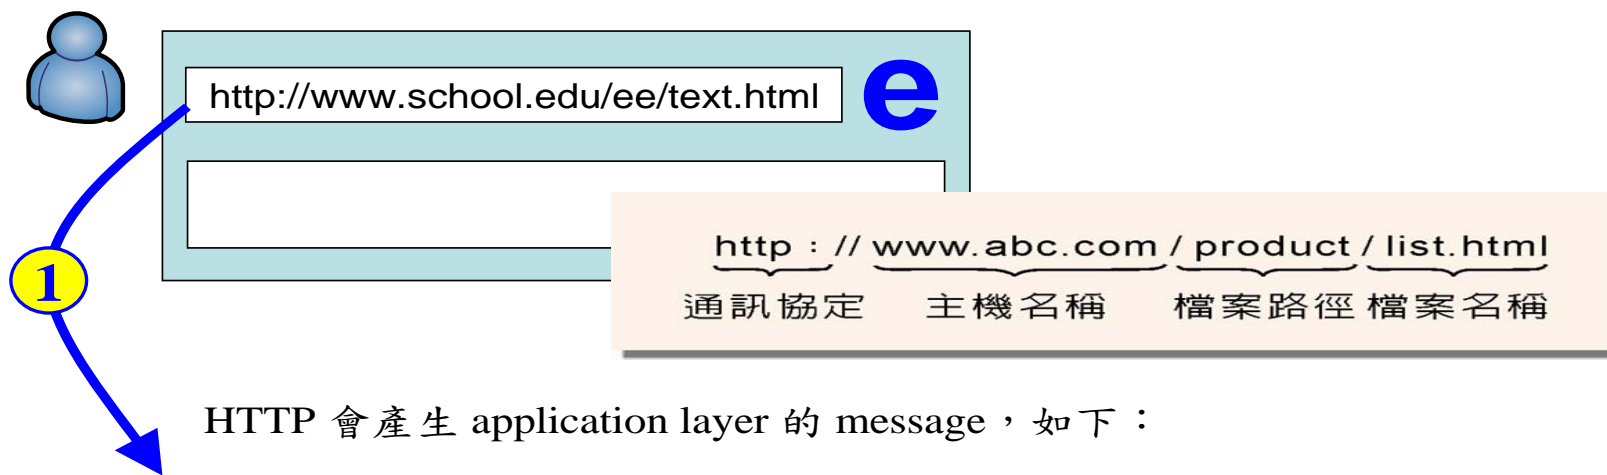 http://www.school.edu/ee/text.html
e
http : // www.abc.com / product / list.html
通訊協定 主機名稱 檔案路徑 檔案名稱
1
HTTP 會產生 application layer 的 message，如下：